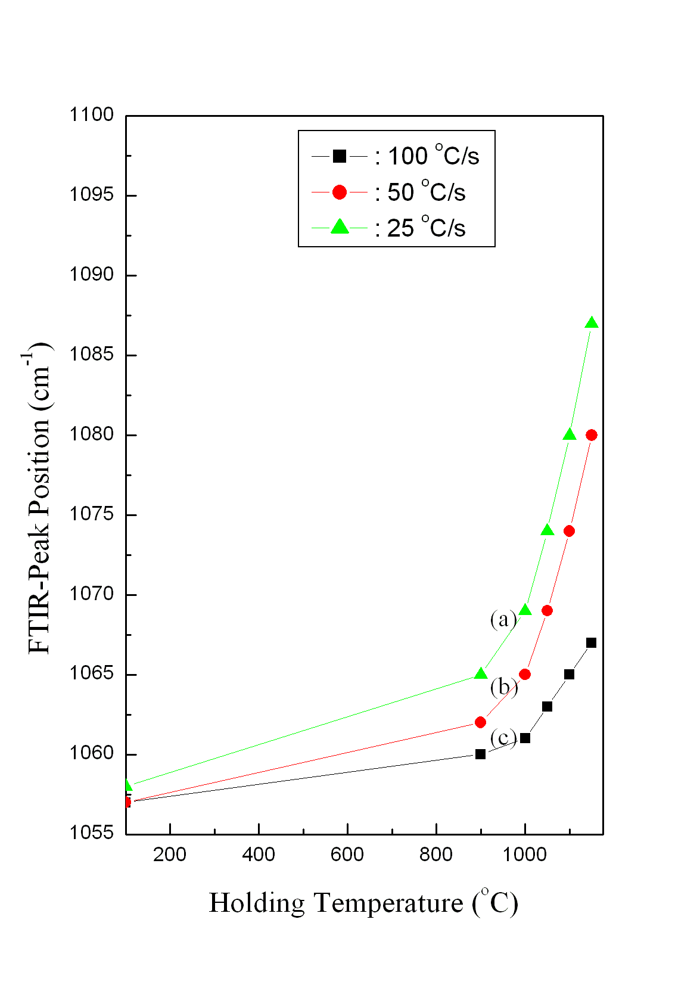 1100
1095
1090
1085
1080
1075
1070
1065
1060
1055
FTIR-Peak Position (cm⁻¹)
: 100 °C/s
: 50 °C/s
: 25 °C/s
(a)
(b)
(c)
200 400 600 800 1000
Holding Temperature (°C)